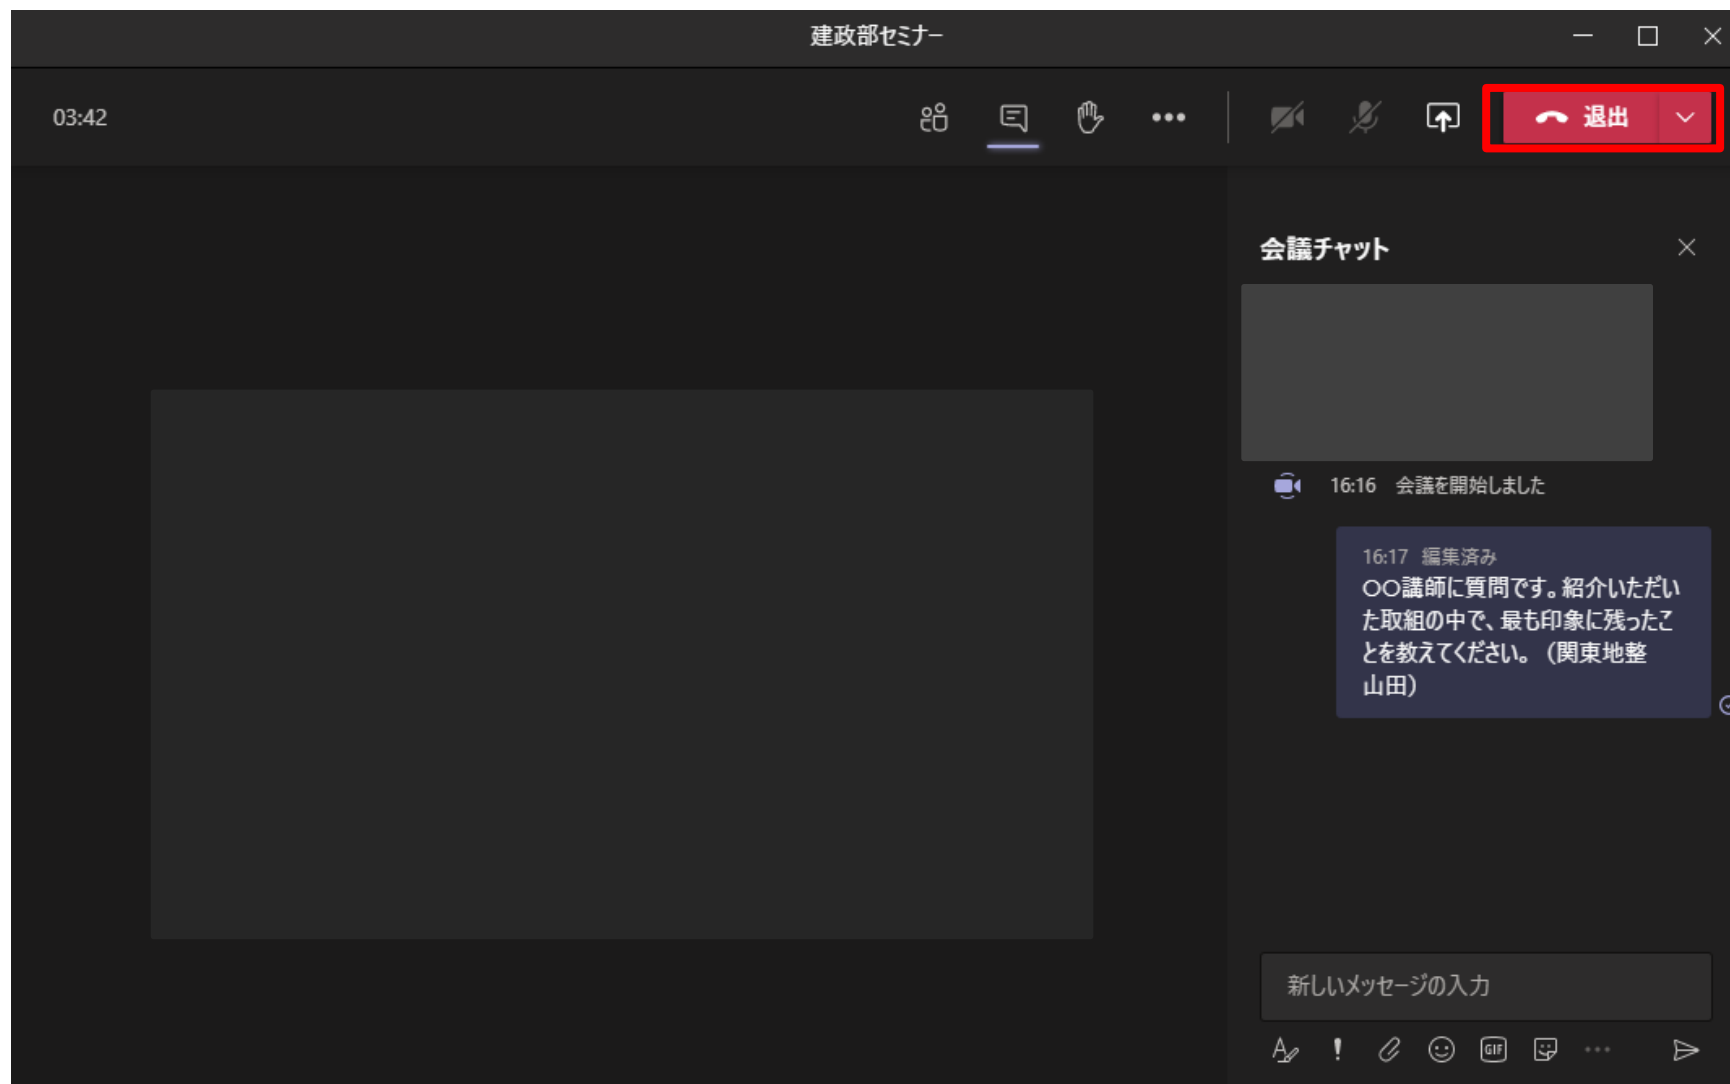 建政部セミナー
03:42
退出
会議チャット
16:16 会議を開始しました
16:17 編集済み
〇〇講師に質問です。紹介いただい
た取組の中で、最も印象に残ったこ
とを教えてください。（関東地整
山田）
新しいメッセージの入力
GIF